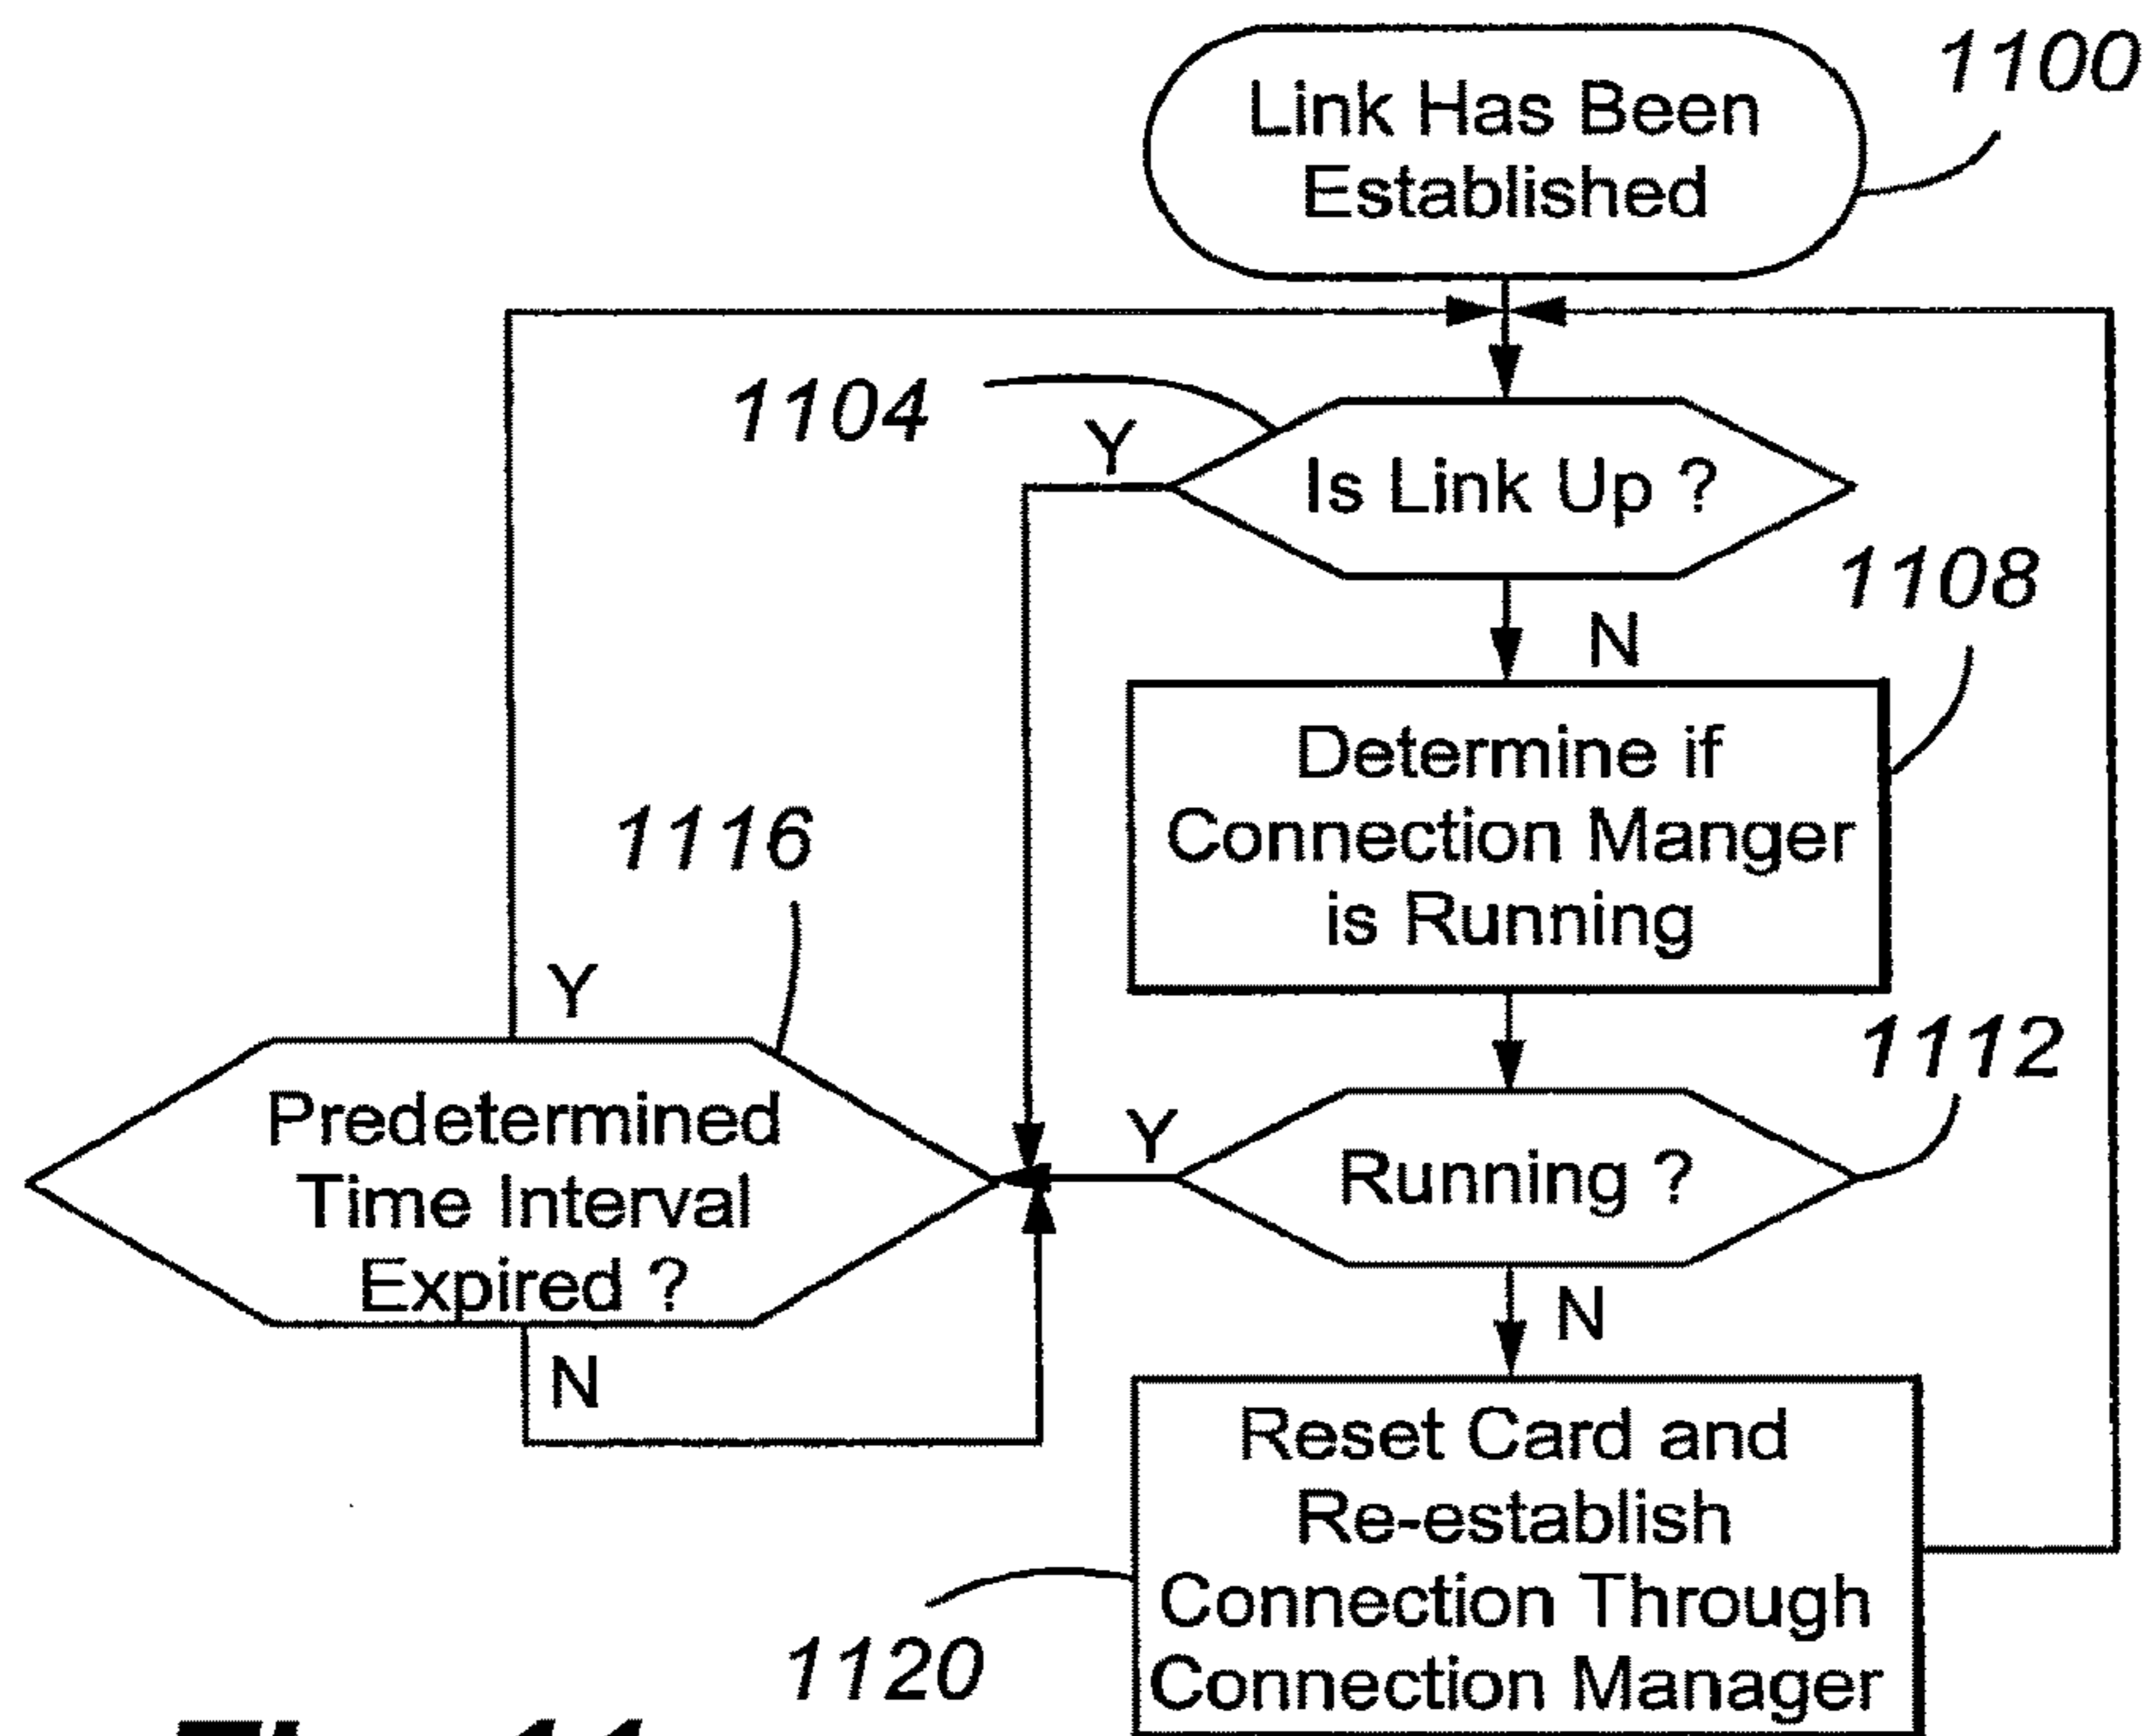 Link Has Been
Established
1100
1104
Y
Is Link Up ?
N
1108
Determine if
Connection Manger
is Running
1116
Y
Predetermined
Time Interval
Expired ?
N
Y
Running ?
1112
N
Reset Card and
Re-establish
Connection Through
Connection Manager
1120